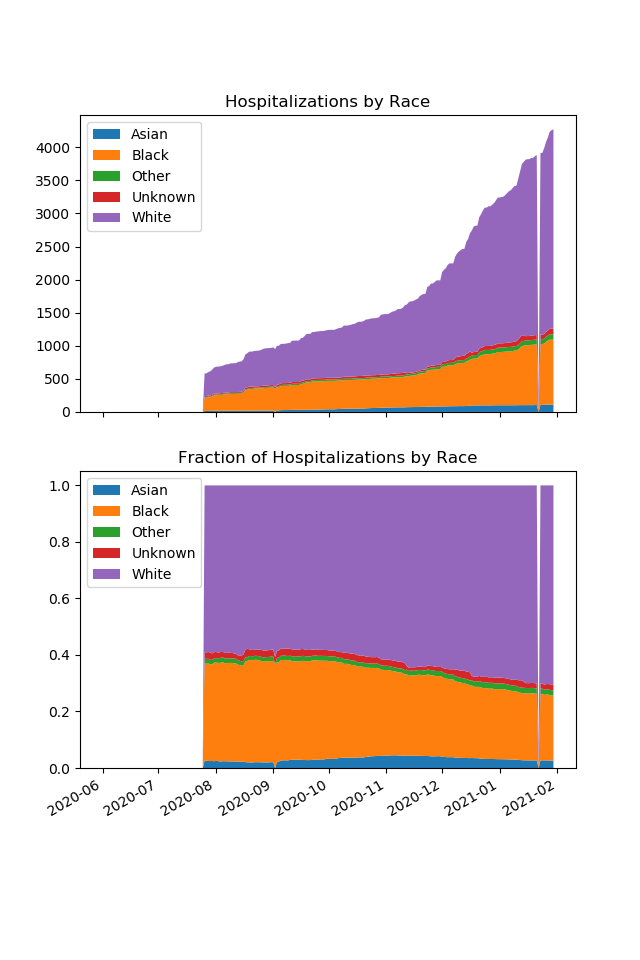 Hospitalizations by Race
Asian
Black
Other
Unknown
White
4000
3500
3000
2500
2000
1500
1000
500
0
Fraction of Hospitalizations by Race
Asian
Black
Other
Unknown
White
1.0
0.8
0.6
0.4
0.2
0.0
2020-06
2020-07
2020-08
2020-09
2020-10
2020-11
2020-12
2021-01
2021-02